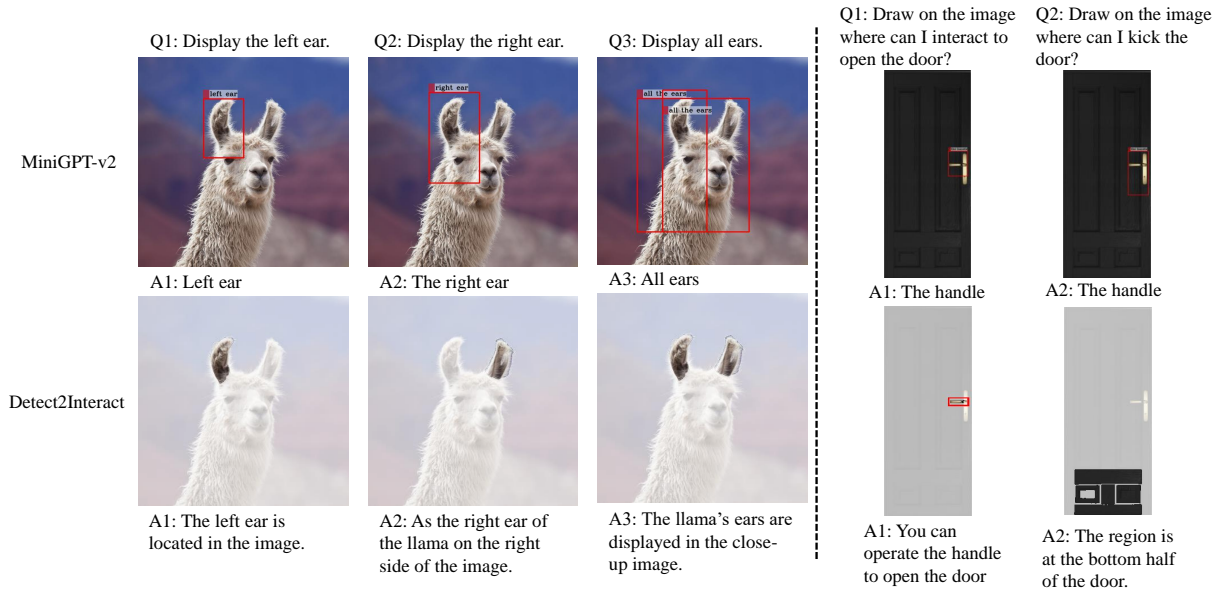 Q1: Display the left ear.
Q2: Display the right ear.
Q3: Display all ears.
Q1: Draw on the image
where can I interact to
open the door?
Q2: Draw on the image
where can I kick the
door?
MiniGPT-v2
left ear
right ear
all the ears
all the ears
A1: Left ear
A2: The right ear
A3: All ears
A1: The handle
A2: The handle
Detect2Interact
A1: The left ear is
located in the image.
A2: As the right ear of
the llama on the right
side of the image.
A3: The llama's ears are
displayed in the close-
up image.
A1: You can
operate the handle
to open the door
A2: The region is
at the bottom half
of the door.